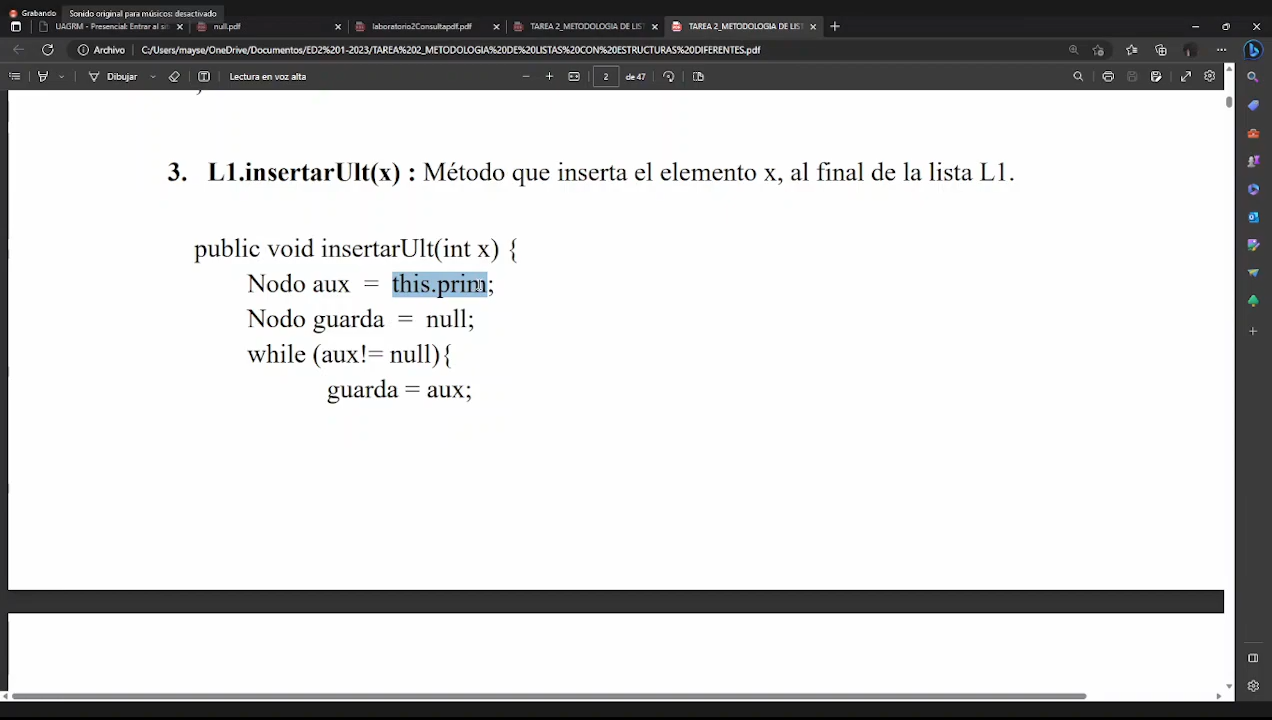 Grabando
Sonido original para músicos: desactivado
UAGRM - Presencial: Entrar al siti
null.pdf
laboratorio2Consultapdf.pdf
TAREA 2_METODOLOGIA DE LIST
TAREA 2_METODOLOGIA DE LIST
Archivo
C:/Users/mayse/OneDrive/Documentos/ED2%201-2023/TAREA%202_METODOLOGIA%20DE%20LISTAS%20CON%20ESTRUCTURAS%20DIFERENTES.pdf
Dibujar
Lectura en voz alta
2
de 47
3. L1.insertarUlt(x) : Método que inserta el elemento x, al final de la lista L1.
public void insertarUlt(int x) {
Nodo aux = this.prim;
Nodo guarda = null;
while (aux!= null){
guarda = aux;